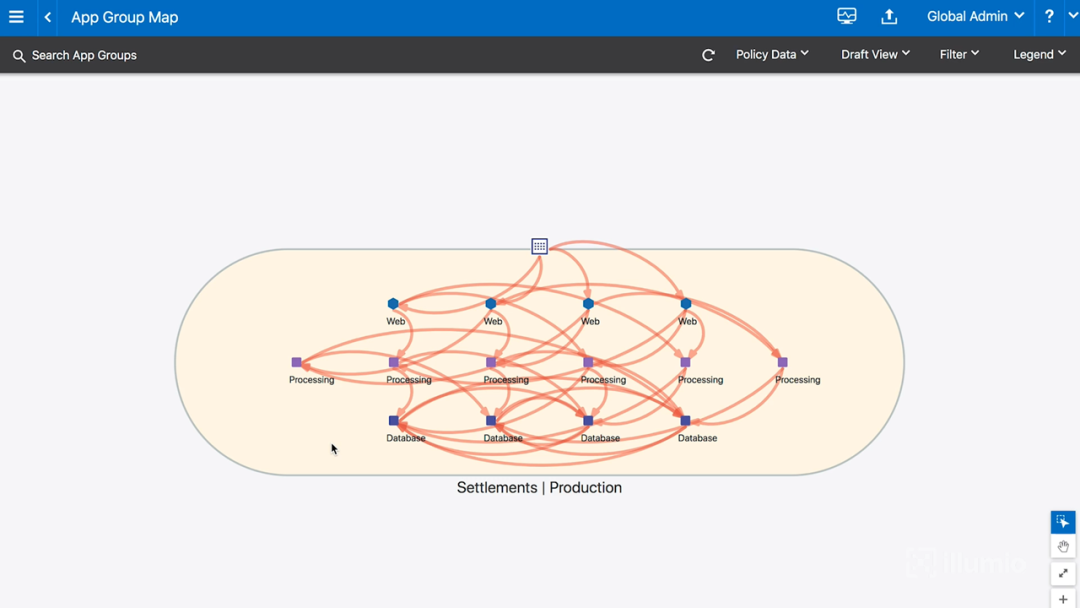 App Group Map
Global Admin
?
Search App Groups
Policy Data
Draft View
Filter
Legend
Web Web Web Web
Processing Processing Processing Processing Processing Processing
Database Database Database Database
Settlements | Production
illumio